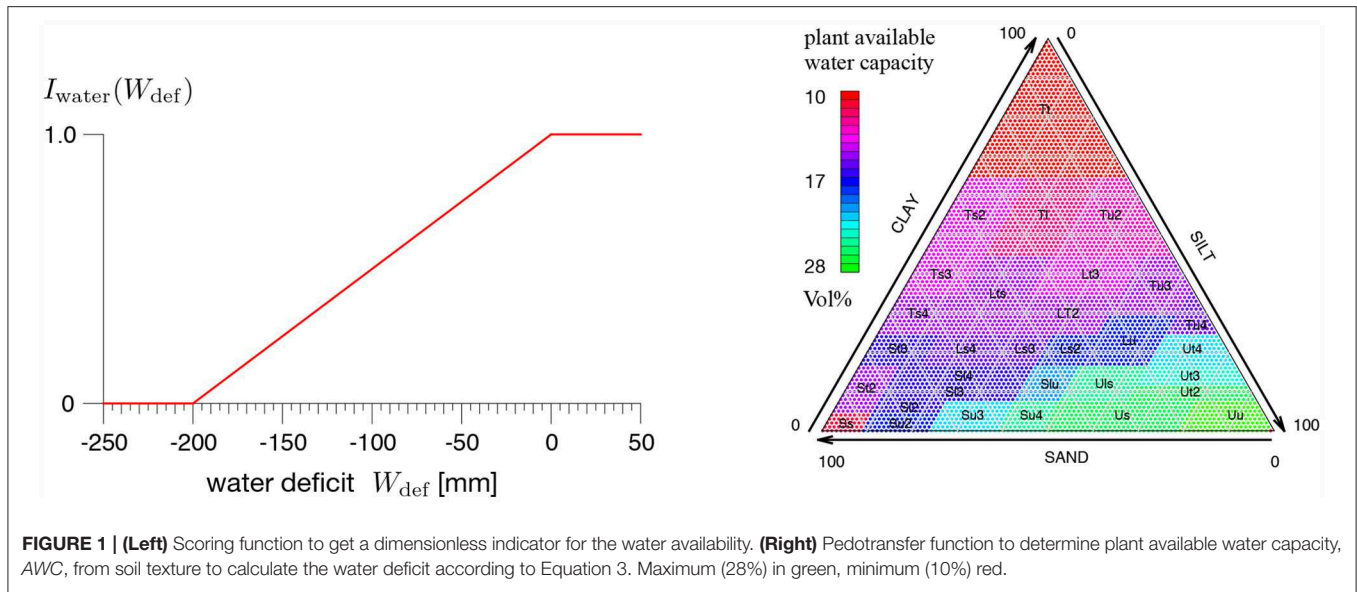 I_water(W_def)
1.0
0
-250 -200 -150 -100 -50 0 50
water deficit W_def [mm]
plant available
water capacity
10
17
28
Vol%
100 0
CLAY
SILT
Tt
Ts2 Tl Tu2
Ts3 Lts Lt3 Tu3
Ts4 LT2 Tu4
St3 Ls4 Ls3 Ls2 Lu Ut4
St2 Sl4 Sl3 Slu Uls Ut3 Ut2
Ss Sl2 Su2 Su3 Su4 Us Uu
0 100
100 SAND 0
FIGURE 1 | (Left) Scoring function to get a dimensionless indicator for the water availability. (Right) Pedotransfer function to determine plant available water capacity,
AWC, from soil texture to calculate the water deficit according to Equation 3. Maximum (28%) in green, minimum (10%) red.